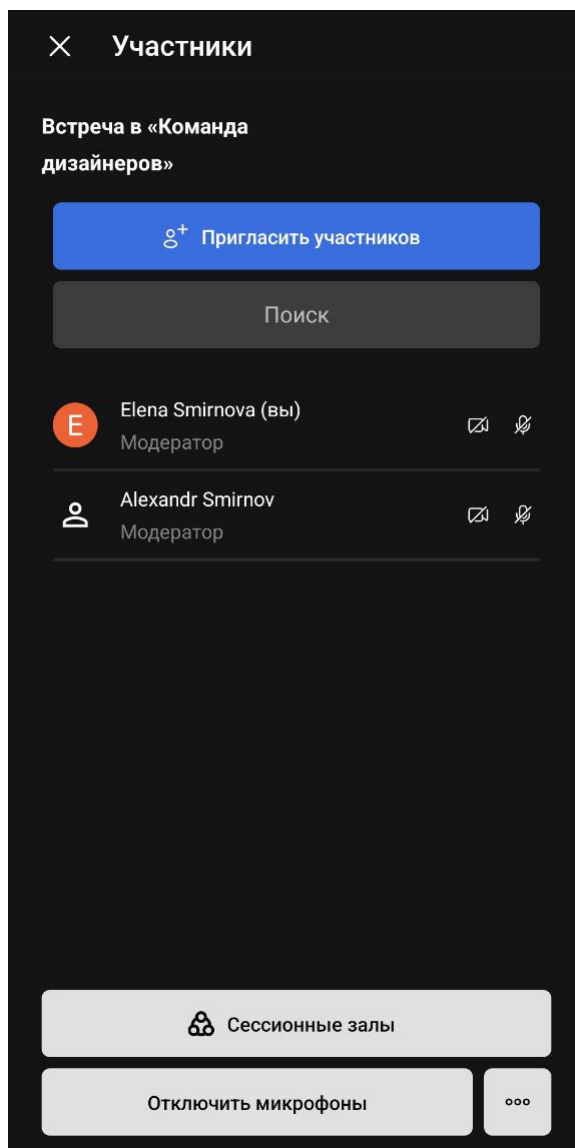 Участники
Встреча в «Команда
дизайнеров»
Пригласить участников
Поиск
E
Elena Smirnova (вы)
Модератор
Alexandr Smirnov
Модератор
Сессионные залы
Отключить микрофоны